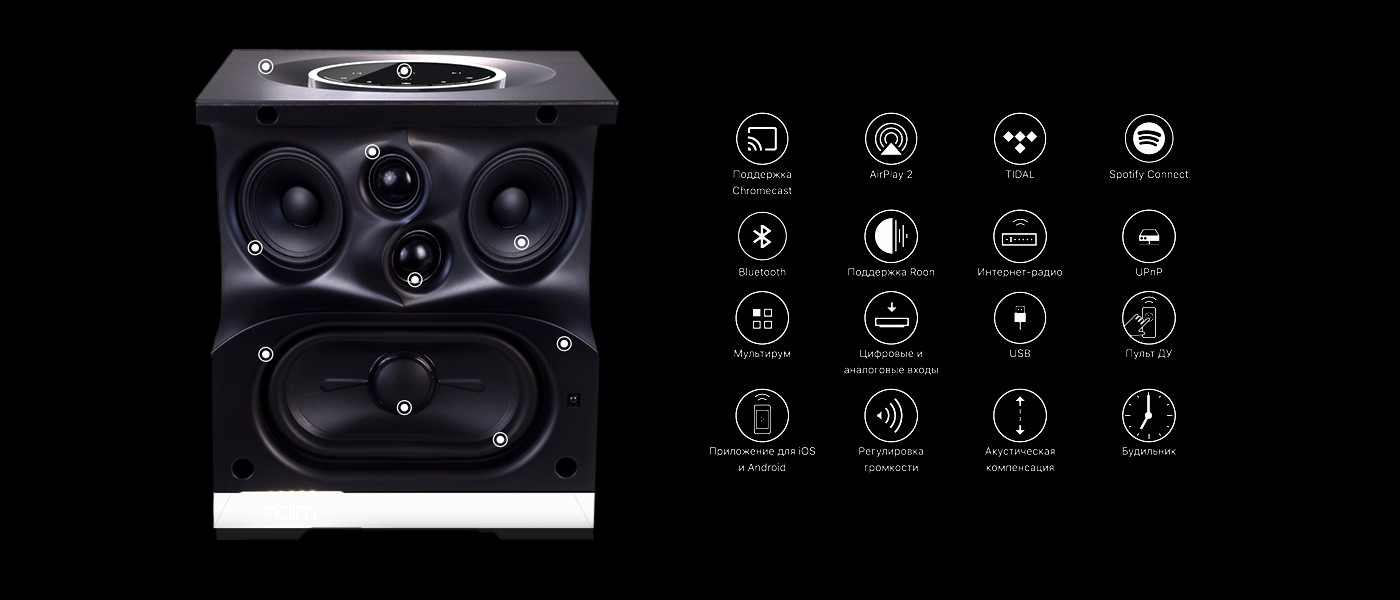 Поддержка
Chromecast
AirPlay 2
TIDAL
Spotify Connect
Bluetooth
Поддержка Roon
Интернет-радио
UPnP
Мультирум
Цифровые и
аналоговые входы
USB
Пульт ДУ
Приложение для iOS
и Android
Регулировка
громкости
Акустическая
компенсация
Будильник
naim